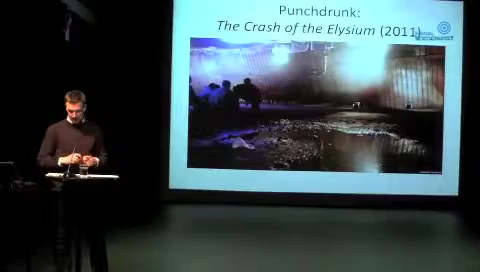 Punchdrunk:
The Crash of the Elysium (2011)